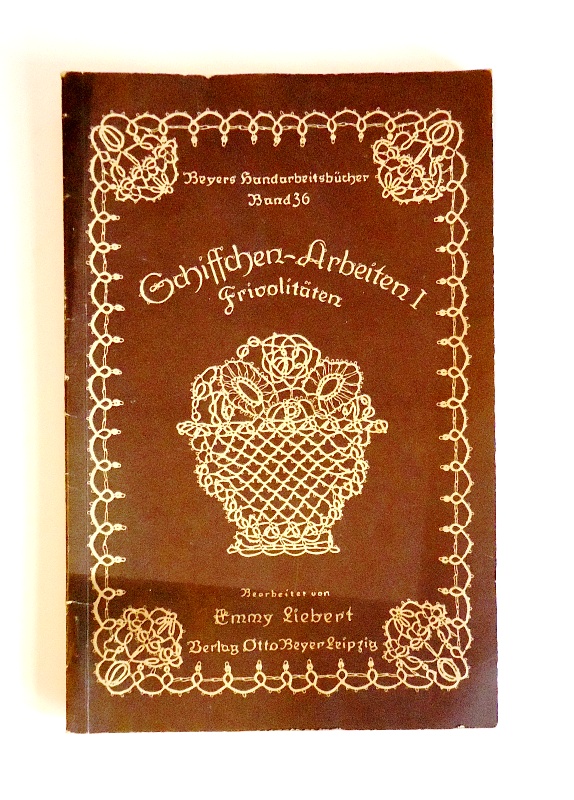 Beyers Handarbeitsbücher
Band 36
Schiffchen-Arbeiten I
Frivolitäten
Bearbeitet von
Emmy Liebert
Verlag Otto Beyer Leipzig